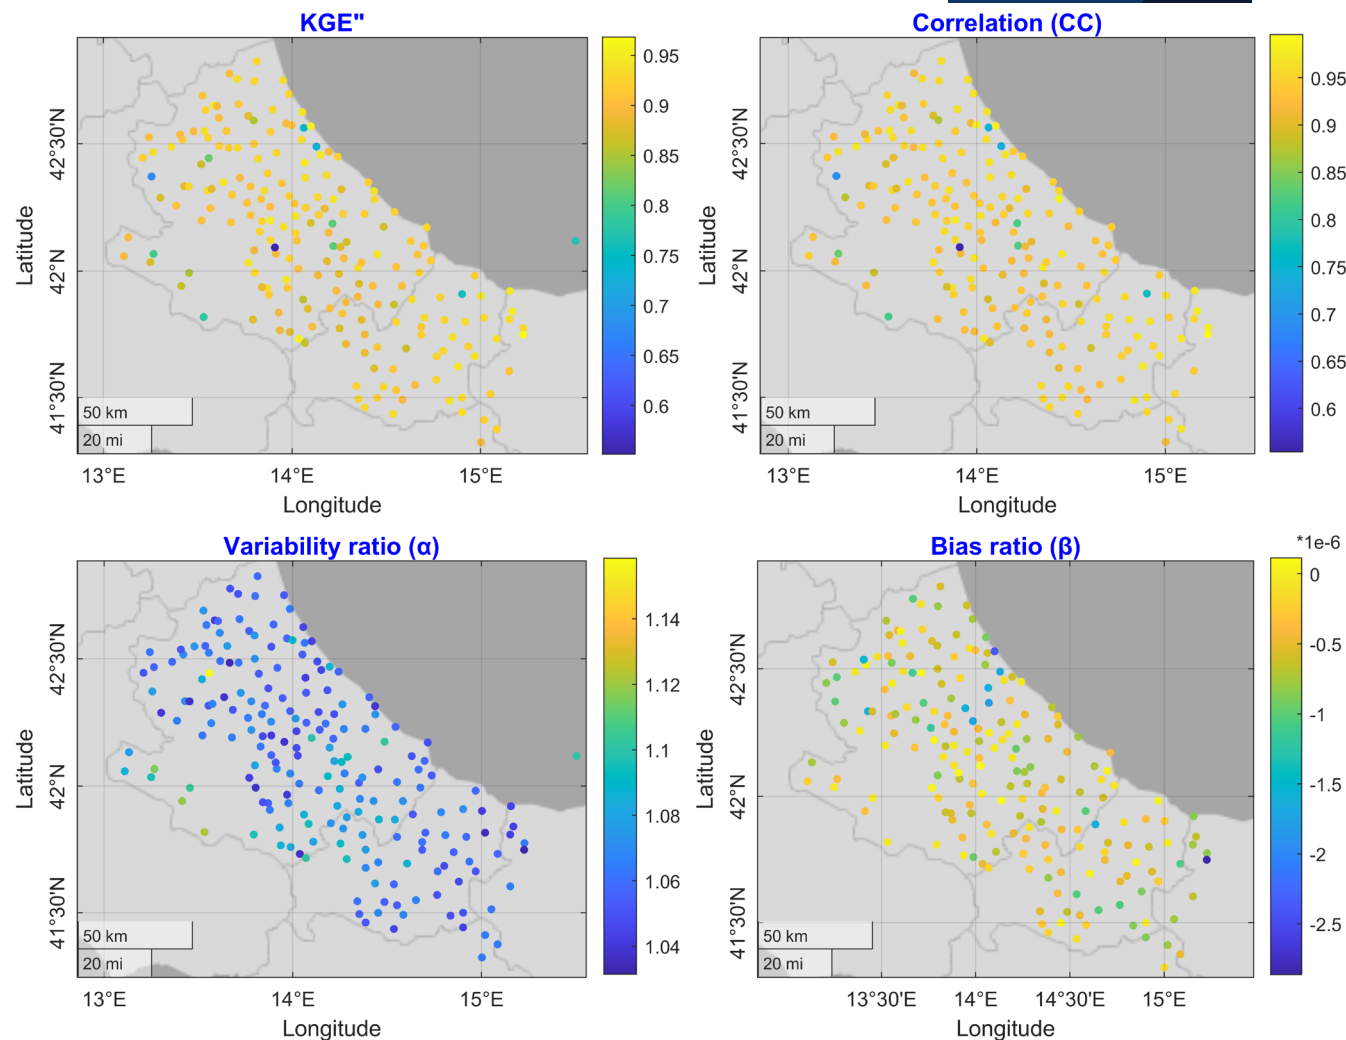 KGE"
Latitude
42°30'N
42°N
41°30'N
50 km
20 mi
13°E
14°E
15°E
Longitude
0.95
0.9
0.85
0.8
0.75
0.7
0.65
0.6
Correlation (CC)
Latitude
42°30'N
42°N
41°30'N
50 km
20 mi
13°E
14°E
15°E
Longitude
0.95
0.9
0.85
0.8
0.75
0.7
0.65
0.6
Variability ratio (α)
Latitude
42°30'N
42°N
41°30'N
50 km
20 mi
13°E
14°E
15°E
Longitude
1.14
1.12
1.11
1.08
1.06
1.04
Bias ratio (β)
*1e-6
Latitude
42°30'N
42°N
41°30'N
50 km
20 mi
13°30'E
14°E
14°30'E
15°E
Longitude
0
-0.5
-1
-1.5
-2
-2.5